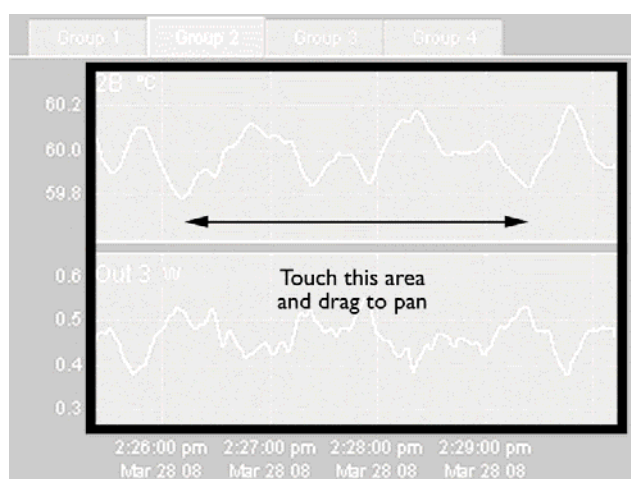 Group 1 Group 2 Group 3 Group 4
2B °C
60.2
60.0
59.8
0.6 Out 3 W
Touch this area
and drag to pan
0.5
0.4
0.3
2:26:00 pm 2:27:00 pm 2:28:00 pm 2:29:00 pm
Mar 28 08 Mar 28 08 Mar 28 08 Mar 28 08